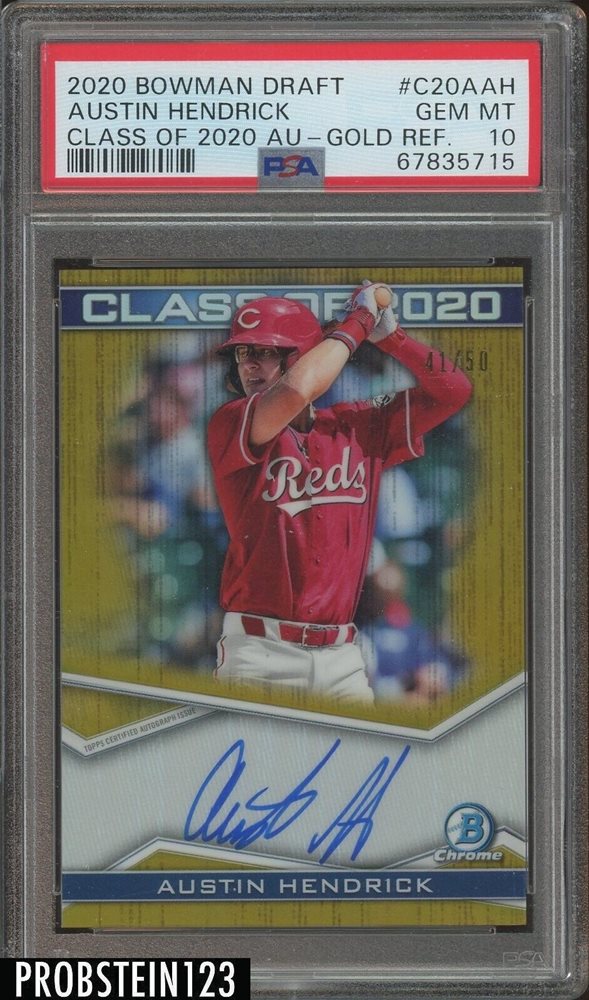 2020 BOWMAN DRAFT #C20AAH
AUSTIN HENDRICK GEM MT
CLASS OF 2020 AU-GOLD REF. 10
PSA 67835715
CLASS OF 2020
C
41/50
Reds
TOPPS CERTIFIED AUTOGRAPH ISSUE
B
Chrome
AUSTIN HENDRICK
PSA
PROBSTEIN123